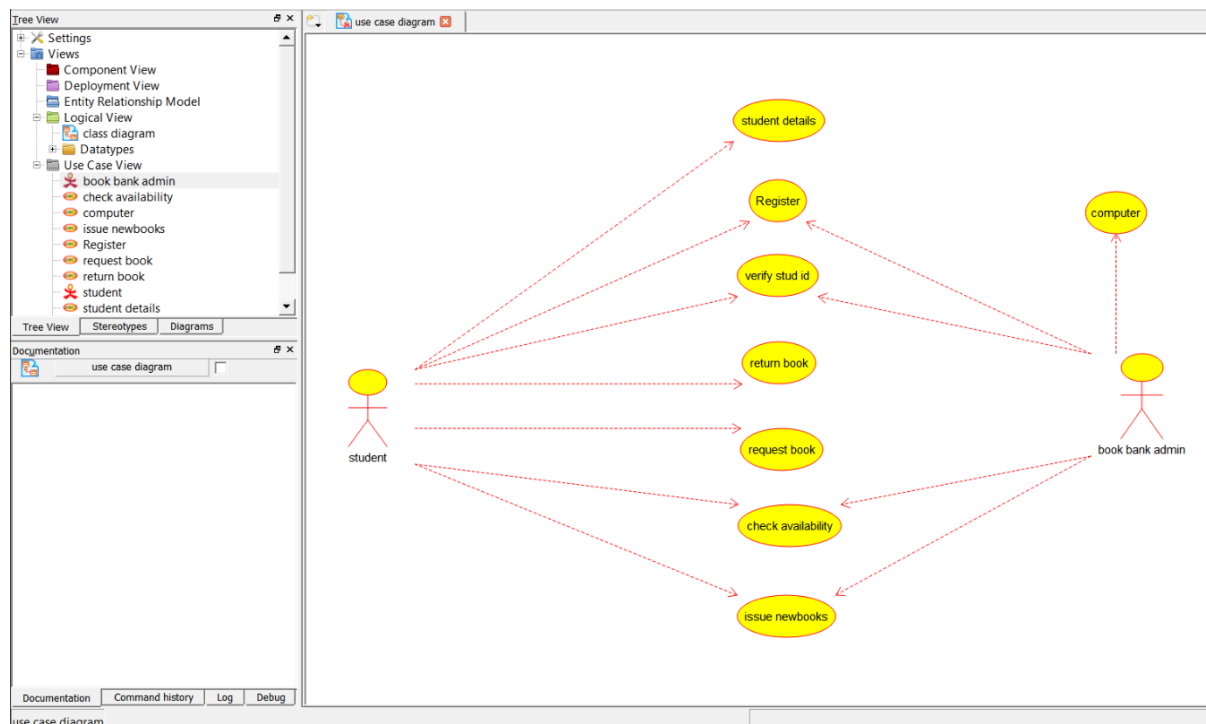 Tree View
Settings
Views
Component View
Deployment View
Entity Relationship Model
Logical View
class diagram
Datatypes
Use Case View
book bank admin
check availability
computer
issue newbooks
Register
request book
return book
student
student details
Tree View Stereotypes Diagrams
Documentation
use case diagram
Documentation Command history Log Debug
use case diagram
use case diagram
student details
Register
computer
verify stud id
return book
student
book bank admin
request book
check availability
issue newbooks